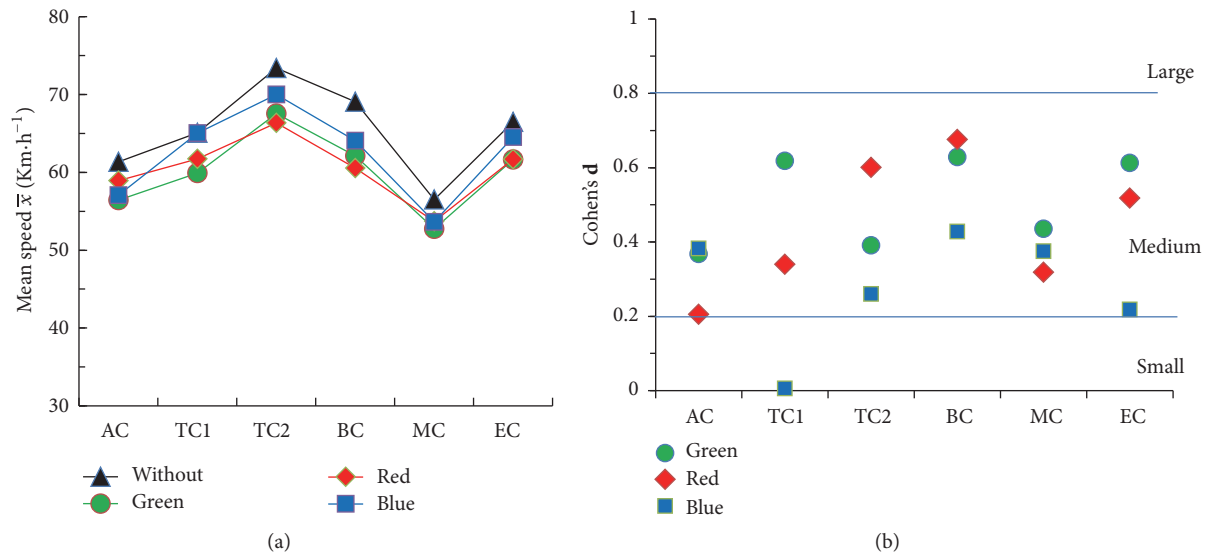 80
70
60
50
40
30
Mean speed x̅ (Km·h⁻¹)
AC TC1 TC2 BC MC EC
Without Red
Green Blue
(a)
1
0.8
0.6
0.4
0.2
0
Cohen's d
Large
Medium
Small
AC TC1 TC2 BC MC EC
Green
Red
Blue
(b)